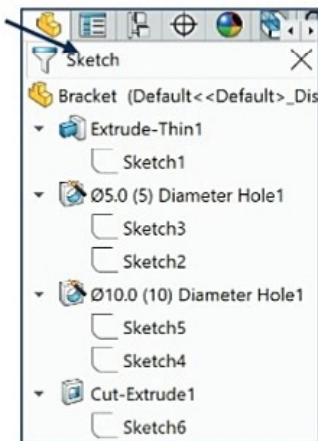 Sketch
Bracket (Default<<Default>_Dis
Extrude-Thin1
Sketch1
Ø5.0 (5) Diameter Hole1
Sketch3
Sketch2
Ø10.0 (10) Diameter Hole1
Sketch5
Sketch4
Cut-Extrude1
Sketch6